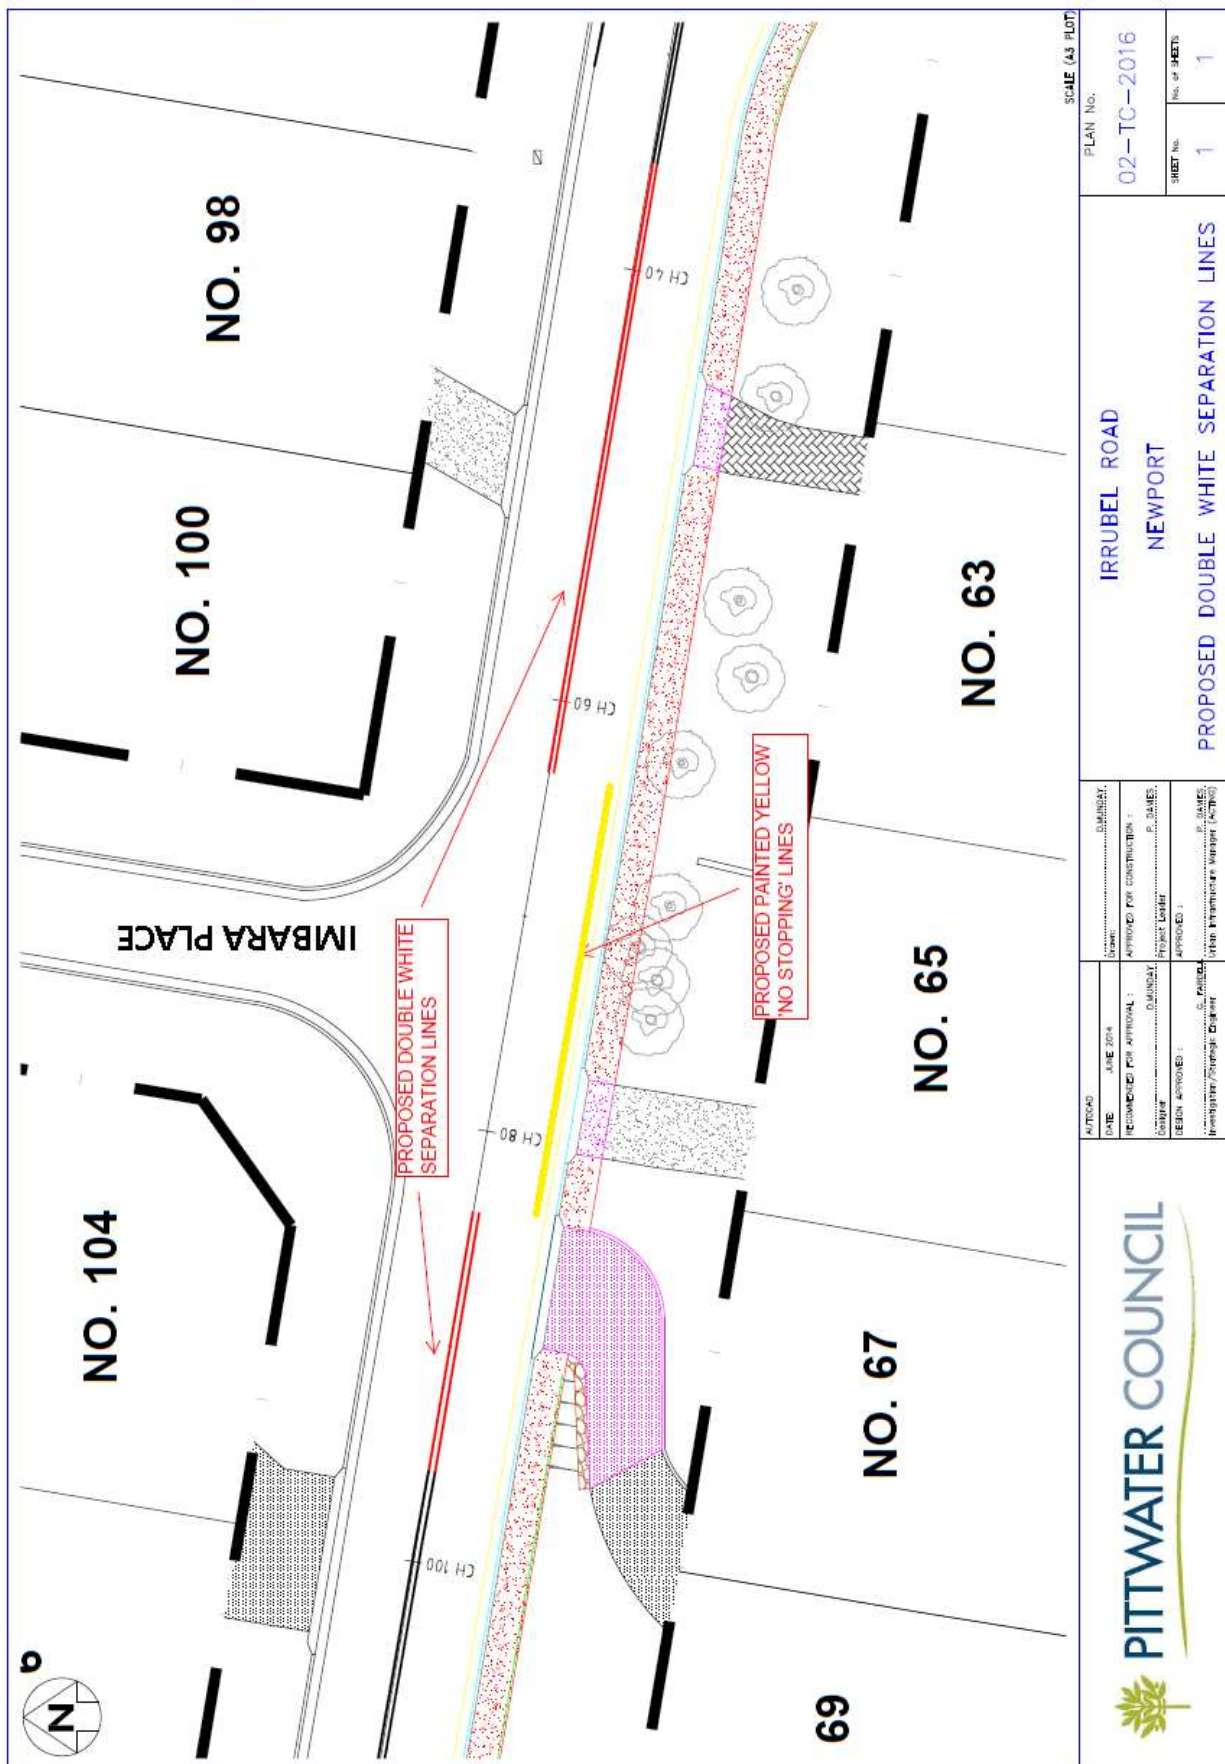 NO. 104
IMBARA PLACE
NO. 100
NO. 98
N
PROPOSED DOUBLE WHITE
SEPARATION LINES
CH 100
CH 80
CH 60
CH 40
PROPOSED PAINTED YELLOW
'NO STOPPING' LINES
69
NO. 67
NO. 65
NO. 63
SCALE (A3 PLOT)
PITTWATER COUNCIL
AUTOCAD
DATE: JUNE 2014
RECOMMENDED FOR APPROVAL :
D.MUNDAY
Designer
DESIGN APPROVED :
Investigation/Strategic Engineer
Drawn: D.MUNDAY
APPROVED FOR CONSTRUCTION :
P. DAMES
Project Leader
APPROVED :
P. DAMES
Urban Infrastructure Manager (ACTING)
IRRUBEL ROAD
NEWPORT
PROPOSED DOUBLE WHITE SEPARATION LINES
PLAN No.
02-TC-2016
SHEET No.
1
No. of SHEETS
1